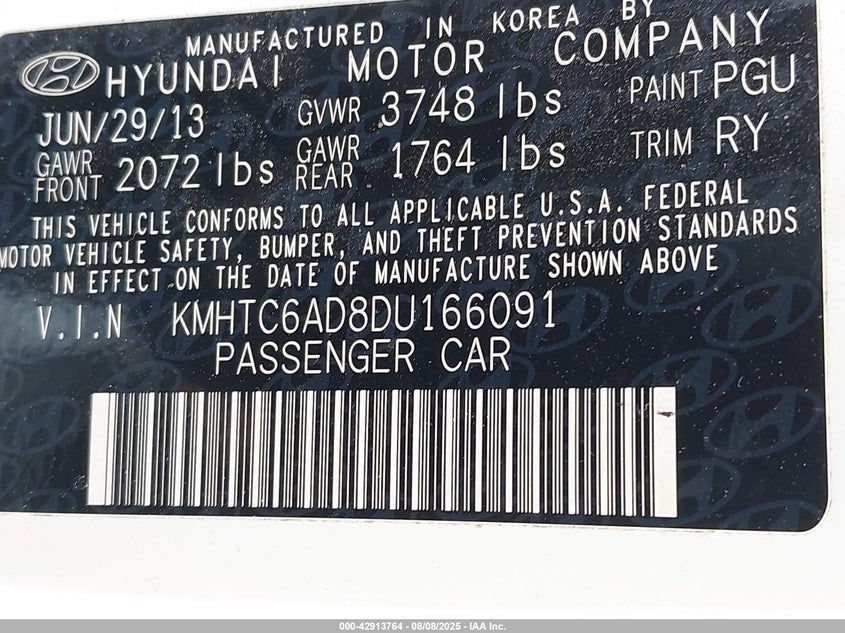 MANUFACTURED IN KOREA BY
HYUNDAI MOTOR COMPANY
JUN/29/13 GVWR 3748 lbs PAINT PGU
GAWR FRONT 2072 lbs GAWR REAR 1764 lbs TRIM RY
THIS VEHICLE CONFORMS TO ALL APPLICABLE U.S.A. FEDERAL
MOTOR VEHICLE SAFETY, BUMPER, AND THEFT PREVENTION STANDARDS
IN EFFECT ON THE DATE OF MANUFACTURE SHOWN ABOVE
V.I.N KMHTC6AD8DU166091
PASSENGER CAR
000-42913764 - 08/08/2025 - IAA Inc.